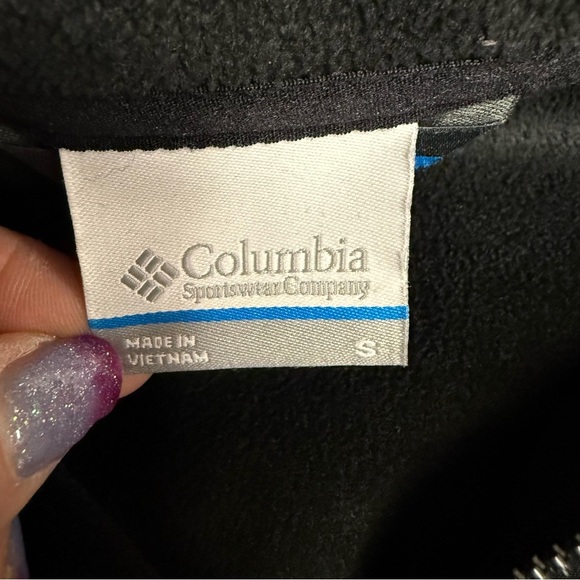 Columbia
Sportswear Company
MADE IN
VIETNAM
S